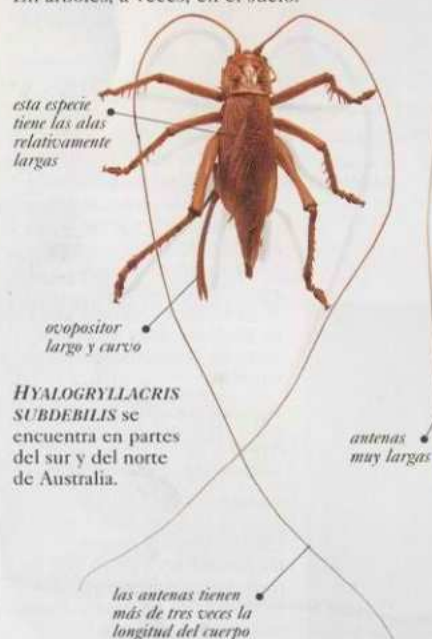 En árboles, a veces, en el suelo.
esta especie
tiene las alas
relativamente
largas
ovopositor
largo y curvo
HYALOGRYLLACRIS
SUBDEBILIS se
encuentra en partes
del sur y del norte
de Australia.
antenas
muy largas
las antenas tienen
más de tres veces la
longitud del cuerpo